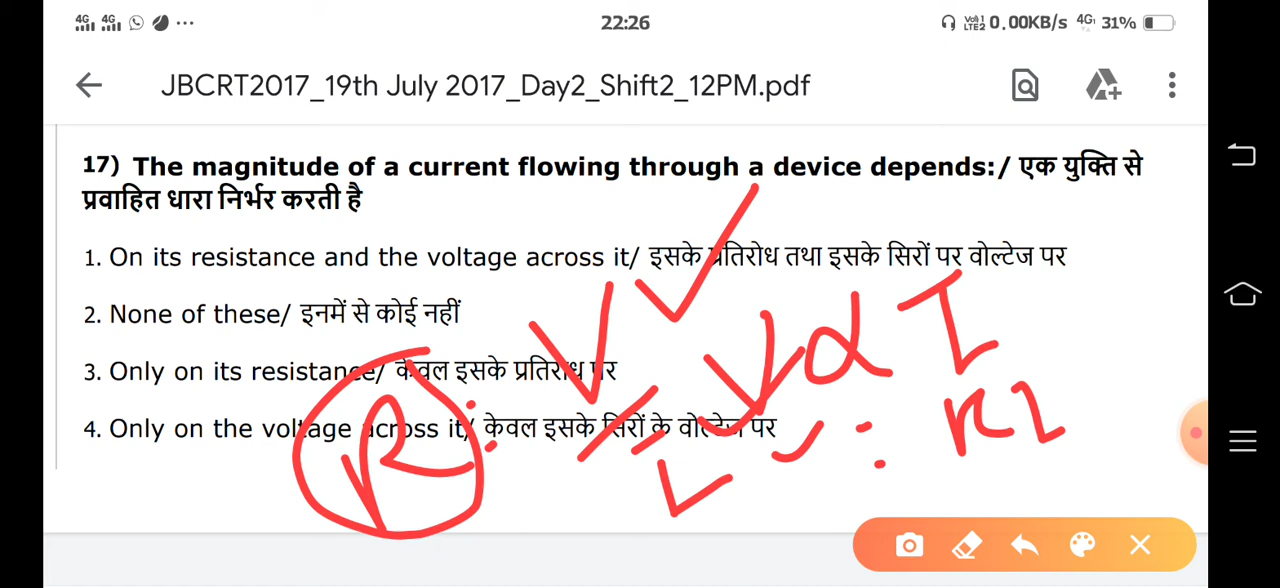 4G 4G 22:26 Vo)) 1 LTE2 0.00KB/s 4G 31%
JBCRT2017_19th July 2017_Day2_Shift2_12PM.pdf
17) The magnitude of a current flowing through a device depends:/ एक युक्ति से
प्रवाहित धारा निर्भर करती है
1. On its resistance and the voltage across it/ इसके प्रतिरोध तथा इसके सिरों पर वोल्टेज पर
2. None of these/ इनमें से कोई नहीं
3. Only on its resistance/ केवल इसके प्रतिरोध पर
4. Only on the voltage across it/ केवल इसके सिरों के वोल्टेज पर
V α I
R